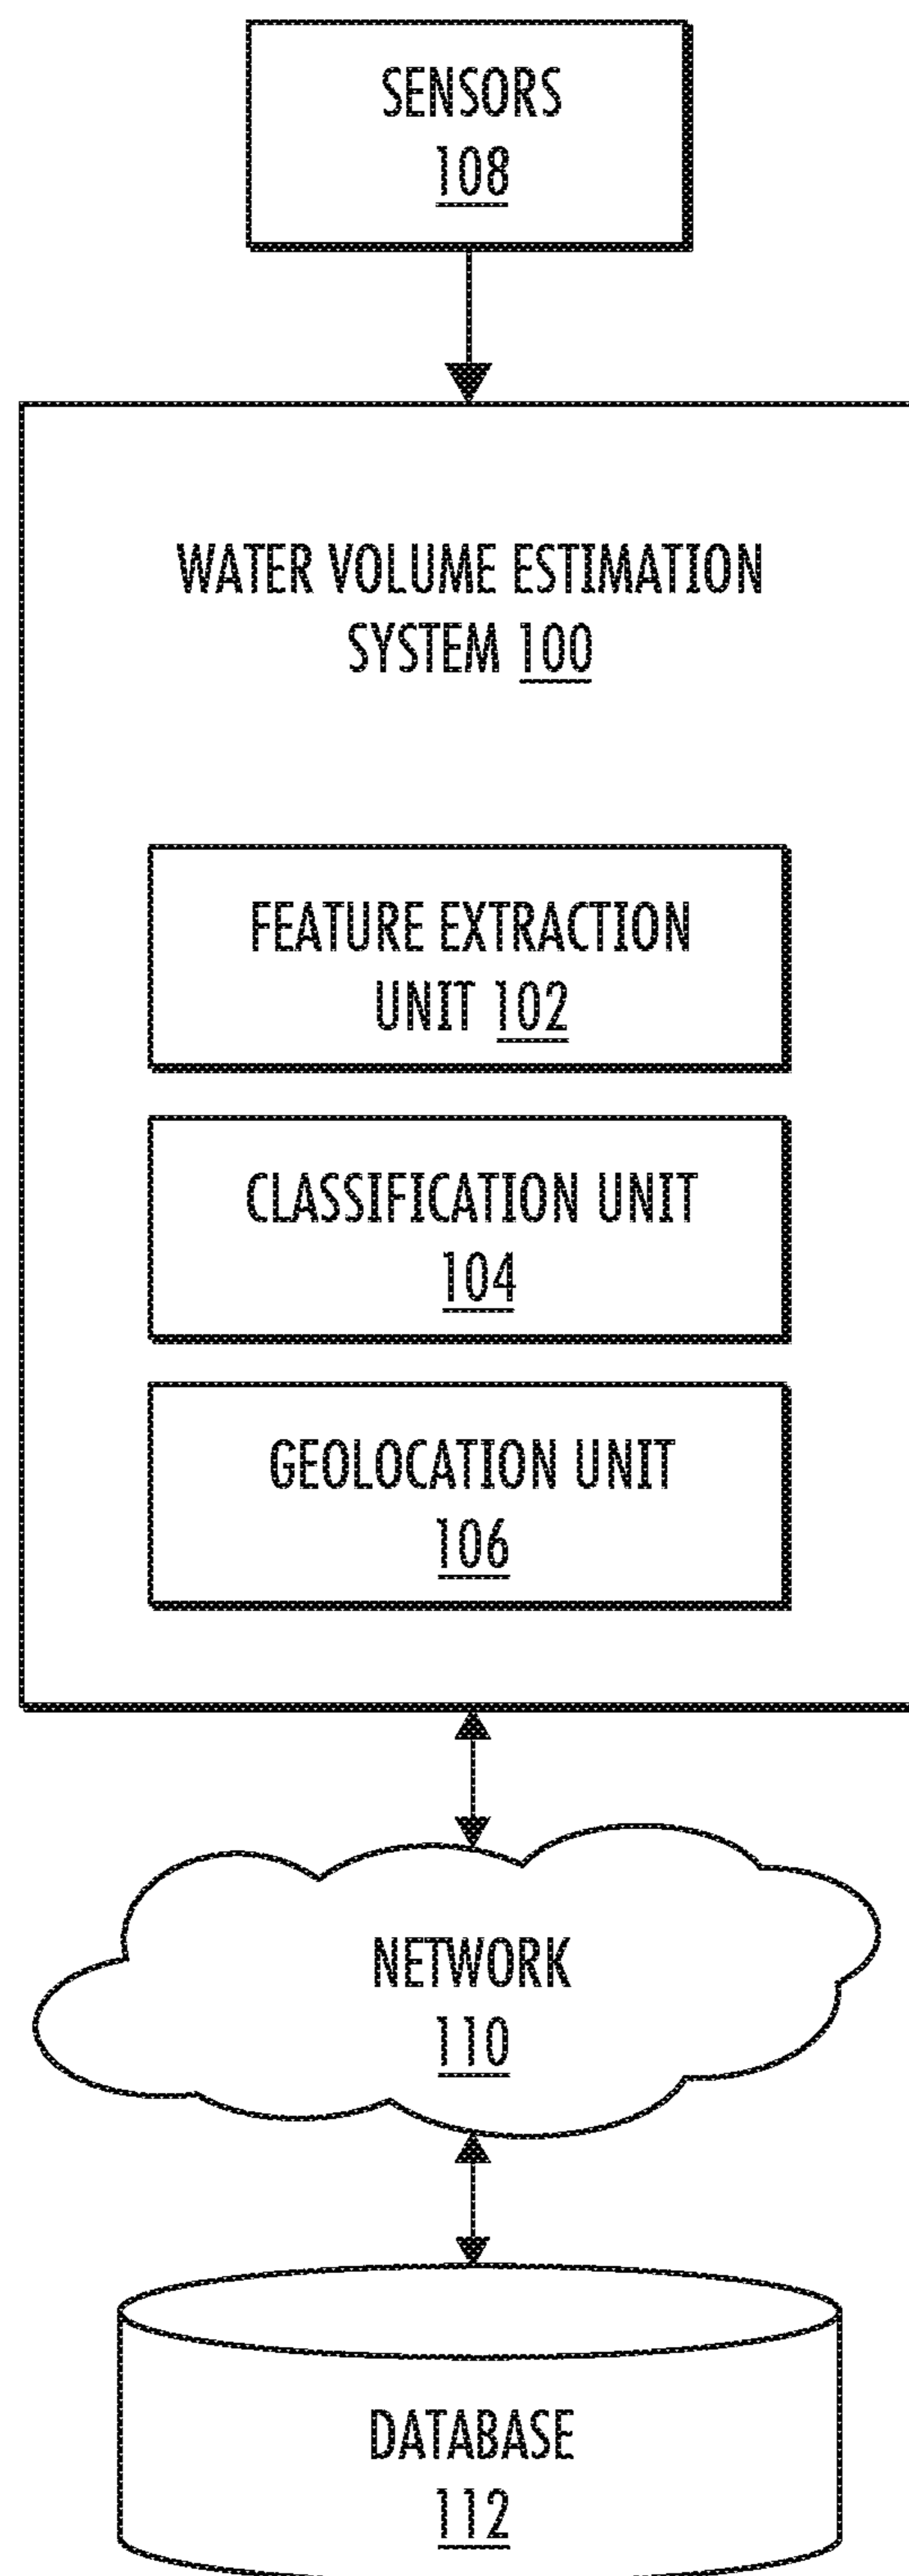 SENSORS
108
WATER VOLUME ESTIMATION
SYSTEM 100
FEATURE EXTRACTION
UNIT 102
CLASSIFICATION UNIT
104
GEOLOCATION UNIT
106
NETWORK
110
DATABASE
112